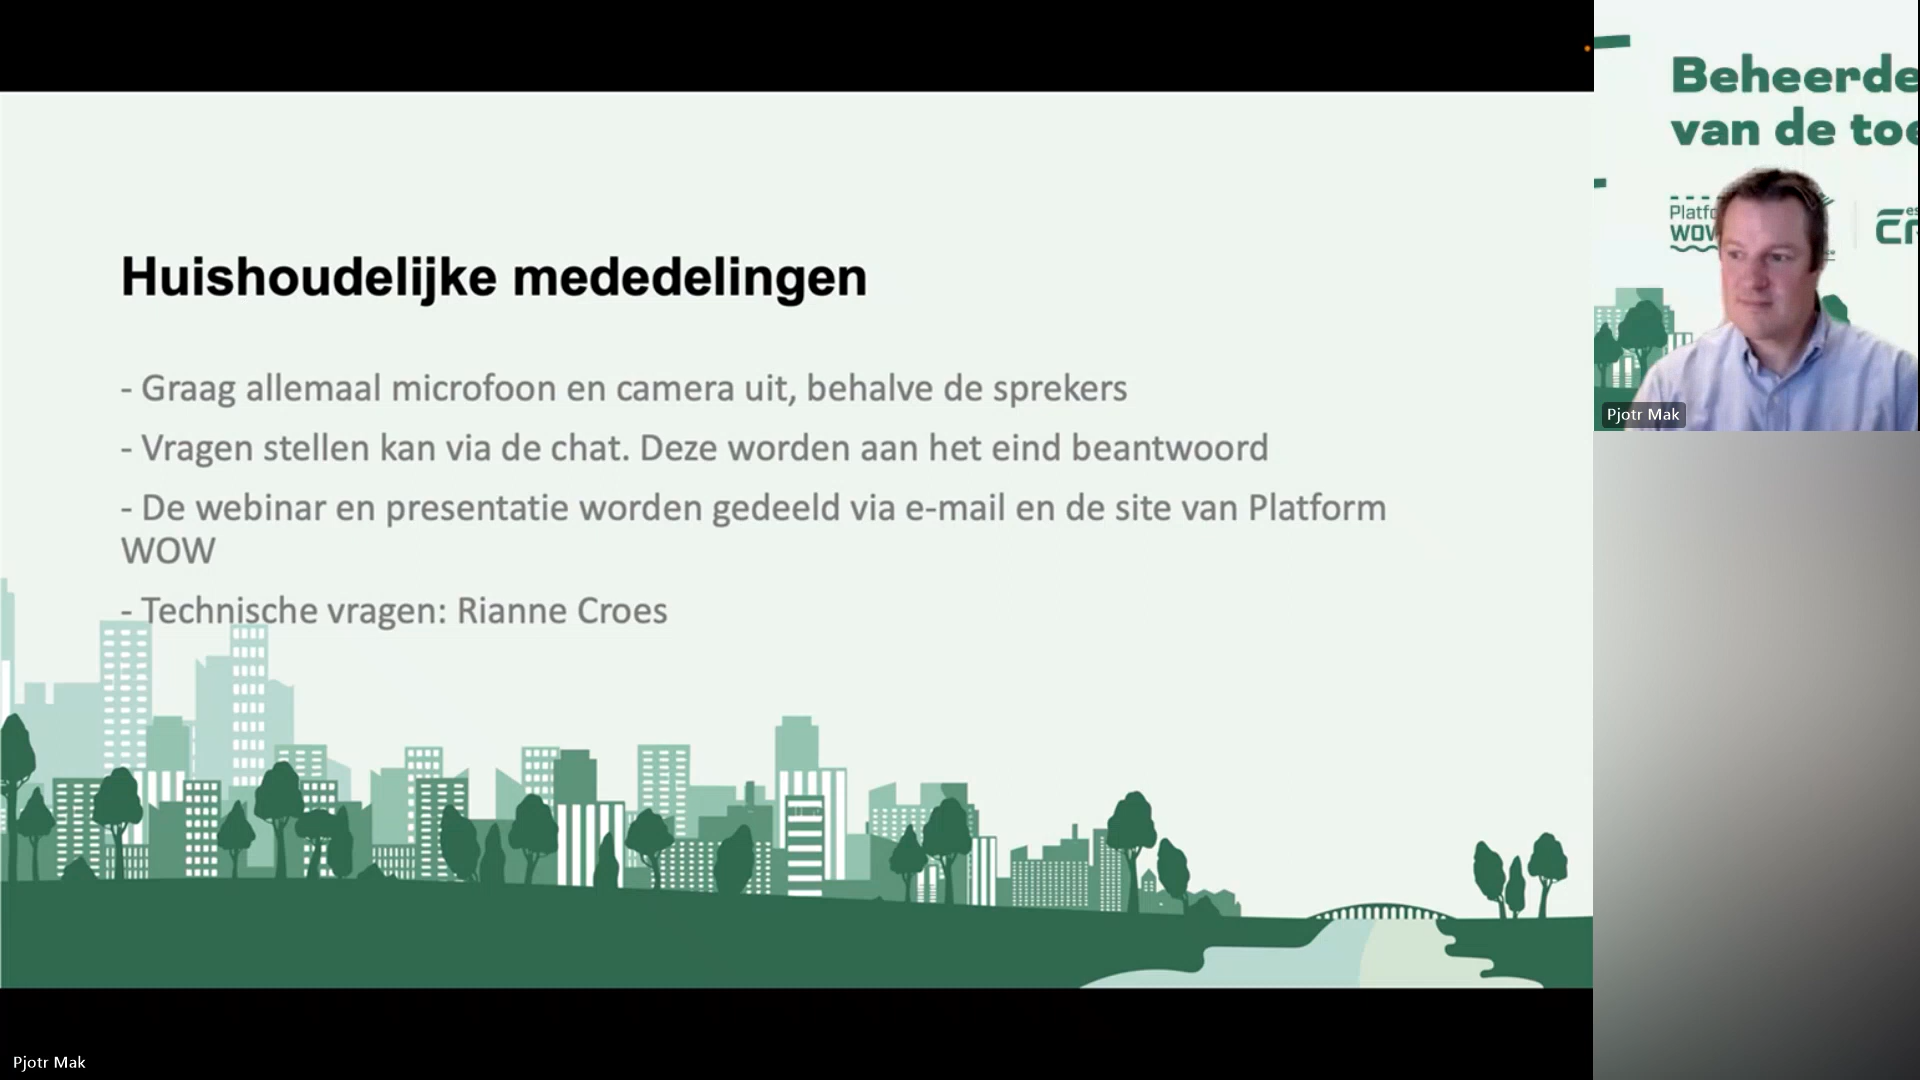 Huishoudelijke mededelingen
- Graag allemaal microfoon en camera uit, behalve de sprekers
- Vragen stellen kan via de chat. Deze worden aan het eind beantwoord
- De webinar en presentatie worden gedeeld via e-mail en de site van Platform
WOW
- Technische vragen: Rianne Croes
Pjotr Mak
Beheerde
van de toe
WOW
Pjotr Mak